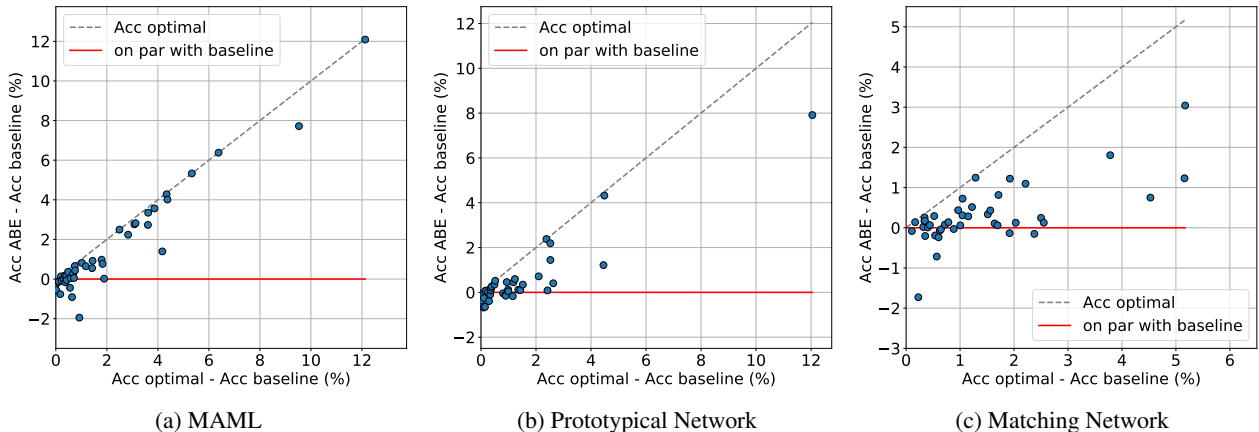 Acc optimal
on par with baseline
12
10
8
6
4
2
0
−2
Acc ABE - Acc baseline (%)
0 2 4 6 8 10 12
Acc optimal - Acc baseline (%)
(a) MAML
Acc optimal
on par with baseline
12
10
8
6
4
2
0
−2
Acc ABE - Acc baseline (%)
0 2 4 6 8 10 12
Acc optimal - Acc baseline (%)
(b) Prototypical Network
5
4
3
2
1
0
−1
−2
−3
Acc ABE - Acc baseline (%)
Acc optimal
on par with baseline
0 1 2 3 4 5 6
Acc optimal - Acc baseline (%)
(c) Matching Network